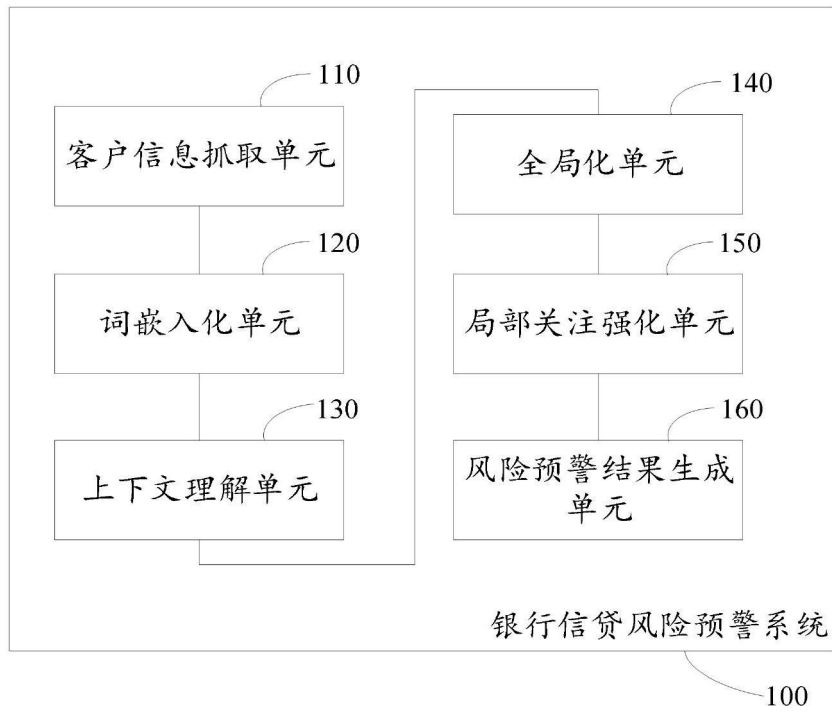 110
客户信息抓取单元
120
词嵌入化单元
130
上下文理解单元
140
全局化单元
150
局部关注强化单元
160
风险预警结果生成
单元
银行信贷风险预警系统
100